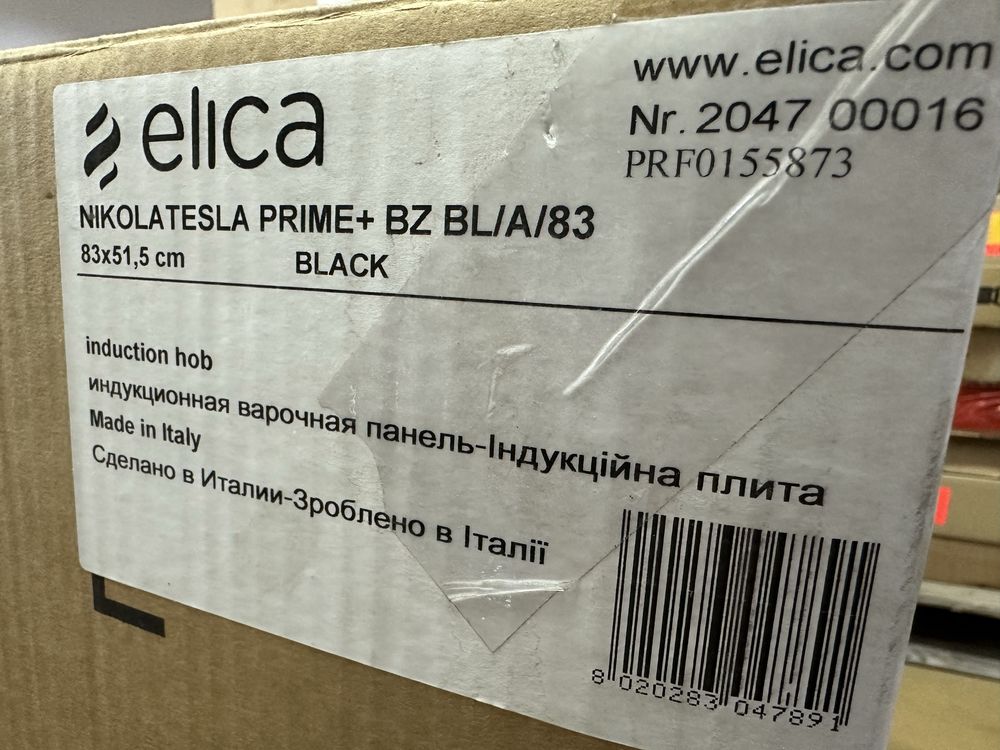 elica
www.elica.com
Nr. 2047 00016
PRF0155873
NIKOLATESLA PRIME+ BZ BL/A/83
83x51,5 cm BLACK
induction hob
индукционная варочная панель-Індукційна плита
Made in Italy
Сделано в Италии-Зроблено в Італії
8 020283 047891